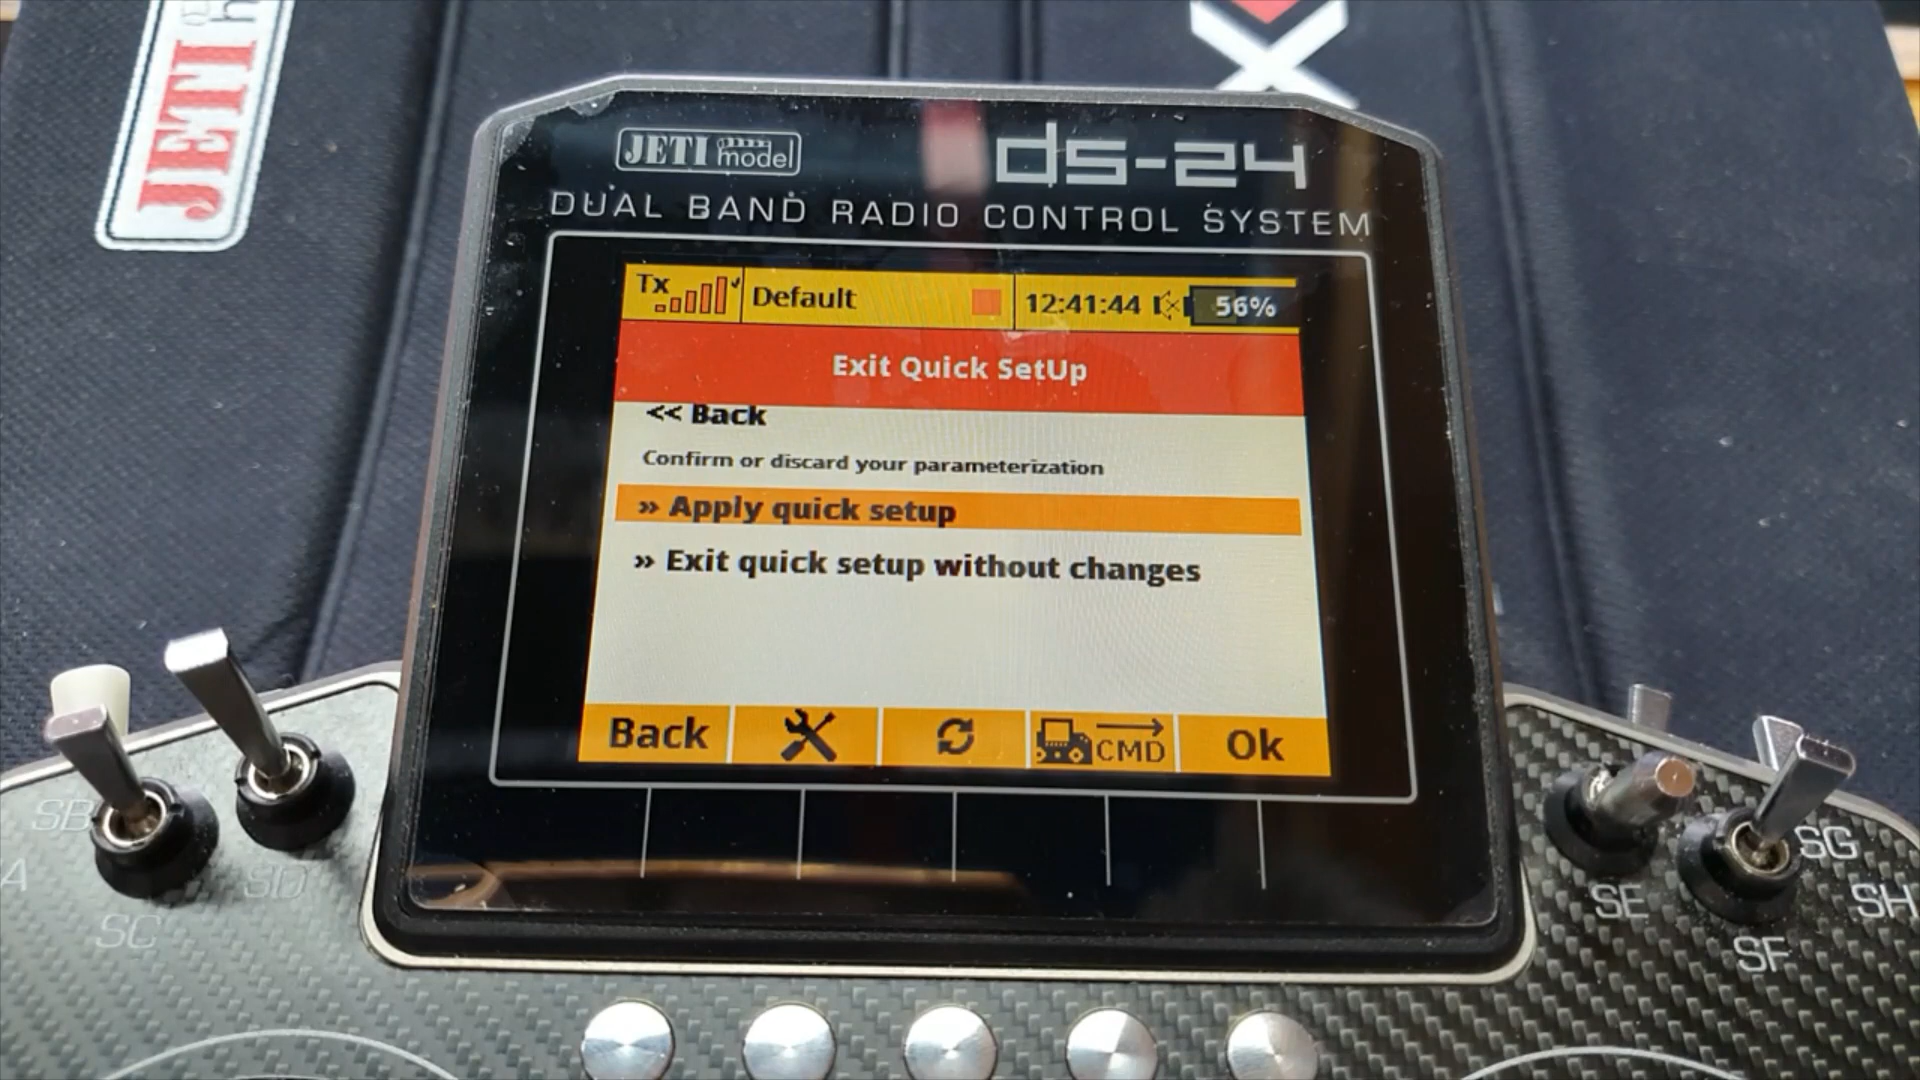 JETI
JETI model
ds-24
DUAL BAND RADIO CONTROL SYSTEM
Tx Default 12:41:44 56%
Exit Quick SetUp
<< Back
Confirm or discard your parameterization
» Apply quick setup
» Exit quick setup without changes
Back CMD Ok
SB
SD
SC
SG
SE
SH
SF